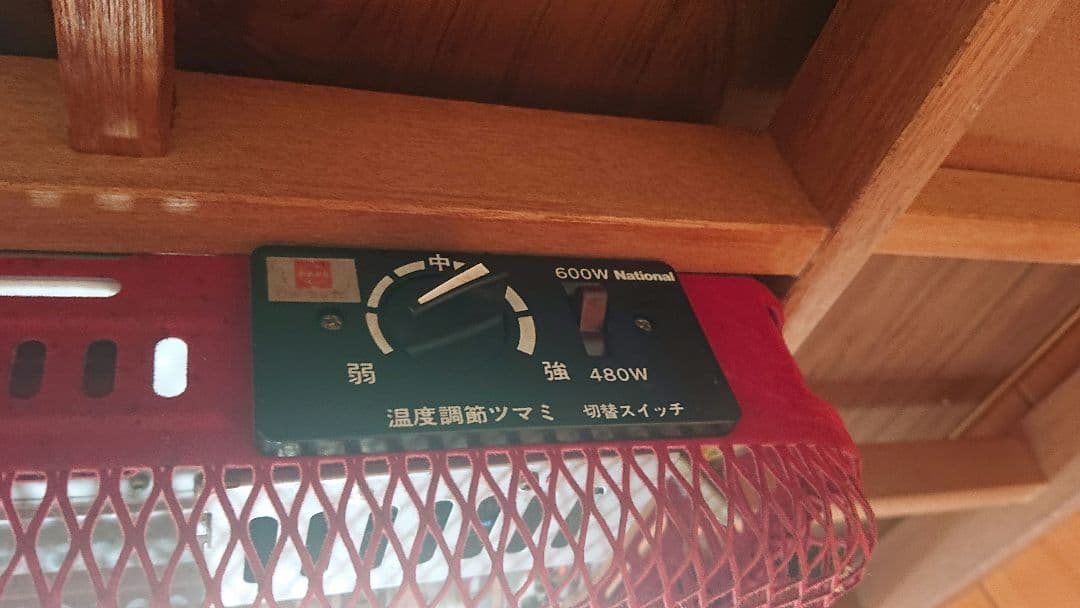 中
600W National
弱
強
480W
温度調節ツマミ
切替スイッチ